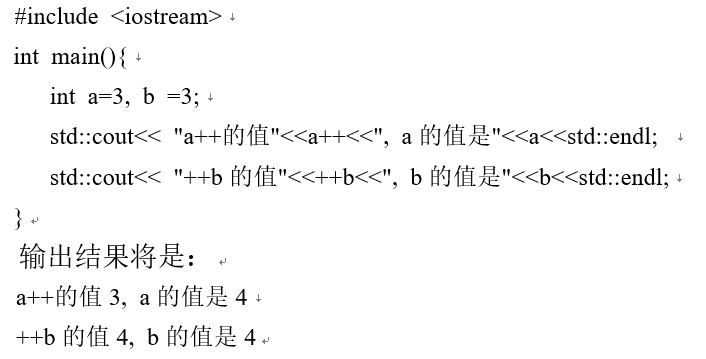 #include <iostream>
int main(){
int a=3, b =3;
std::cout<< "a++的值"<<a++<<", a 的值是"<<a<<std::endl;
std::cout<< "++b 的值"<<++b<<", b 的值是"<<b<<std::endl;
}
输出结果将是：
a++的值 3, a 的值是 4
++b 的值 4, b 的值是 4